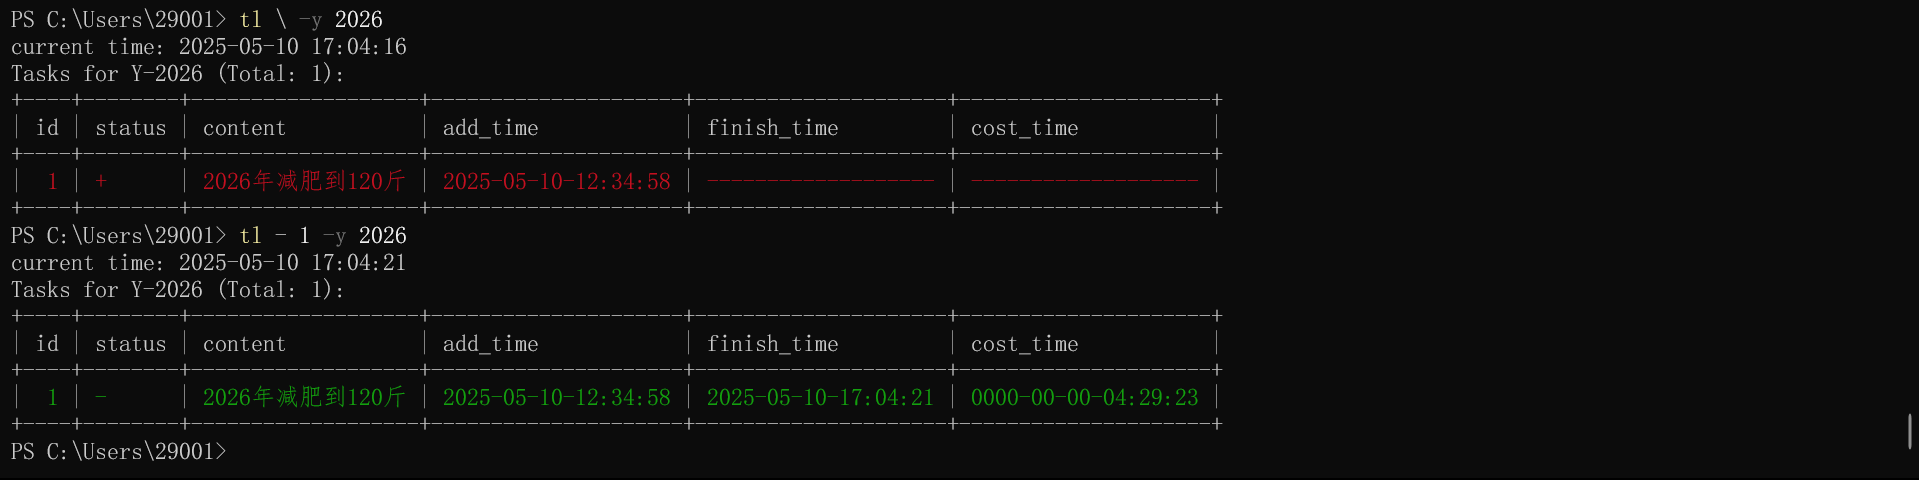 PS C:\Users\29001> tl \ -y 2026
current time: 2025-05-10 17:04:16
Tasks for Y-2026 (Total: 1):
+----+--------+-------------------+---------------------+---------------------+---------------------+
| id | status | content           | add_time            | finish_time         | cost_time           |
+----+--------+-------------------+---------------------+---------------------+---------------------+
|  1 | +      | 2026年减肥到120斤 | 2025-05-10-12:34:58 | ------------------- | ------------------- |
+----+--------+-------------------+---------------------+---------------------+---------------------+
PS C:\Users\29001> tl - 1 -y 2026
current time: 2025-05-10 17:04:21
Tasks for Y-2026 (Total: 1):
+----+--------+-------------------+---------------------+---------------------+---------------------+
| id | status | content           | add_time            | finish_time         | cost_time           |
+----+--------+-------------------+---------------------+---------------------+---------------------+
|  1 | -      | 2026年减肥到120斤 | 2025-05-10-12:34:58 | 2025-05-10-17:04:21 | 0000-00-00-04:29:23 |
+----+--------+-------------------+---------------------+---------------------+---------------------+
PS C:\Users\29001>